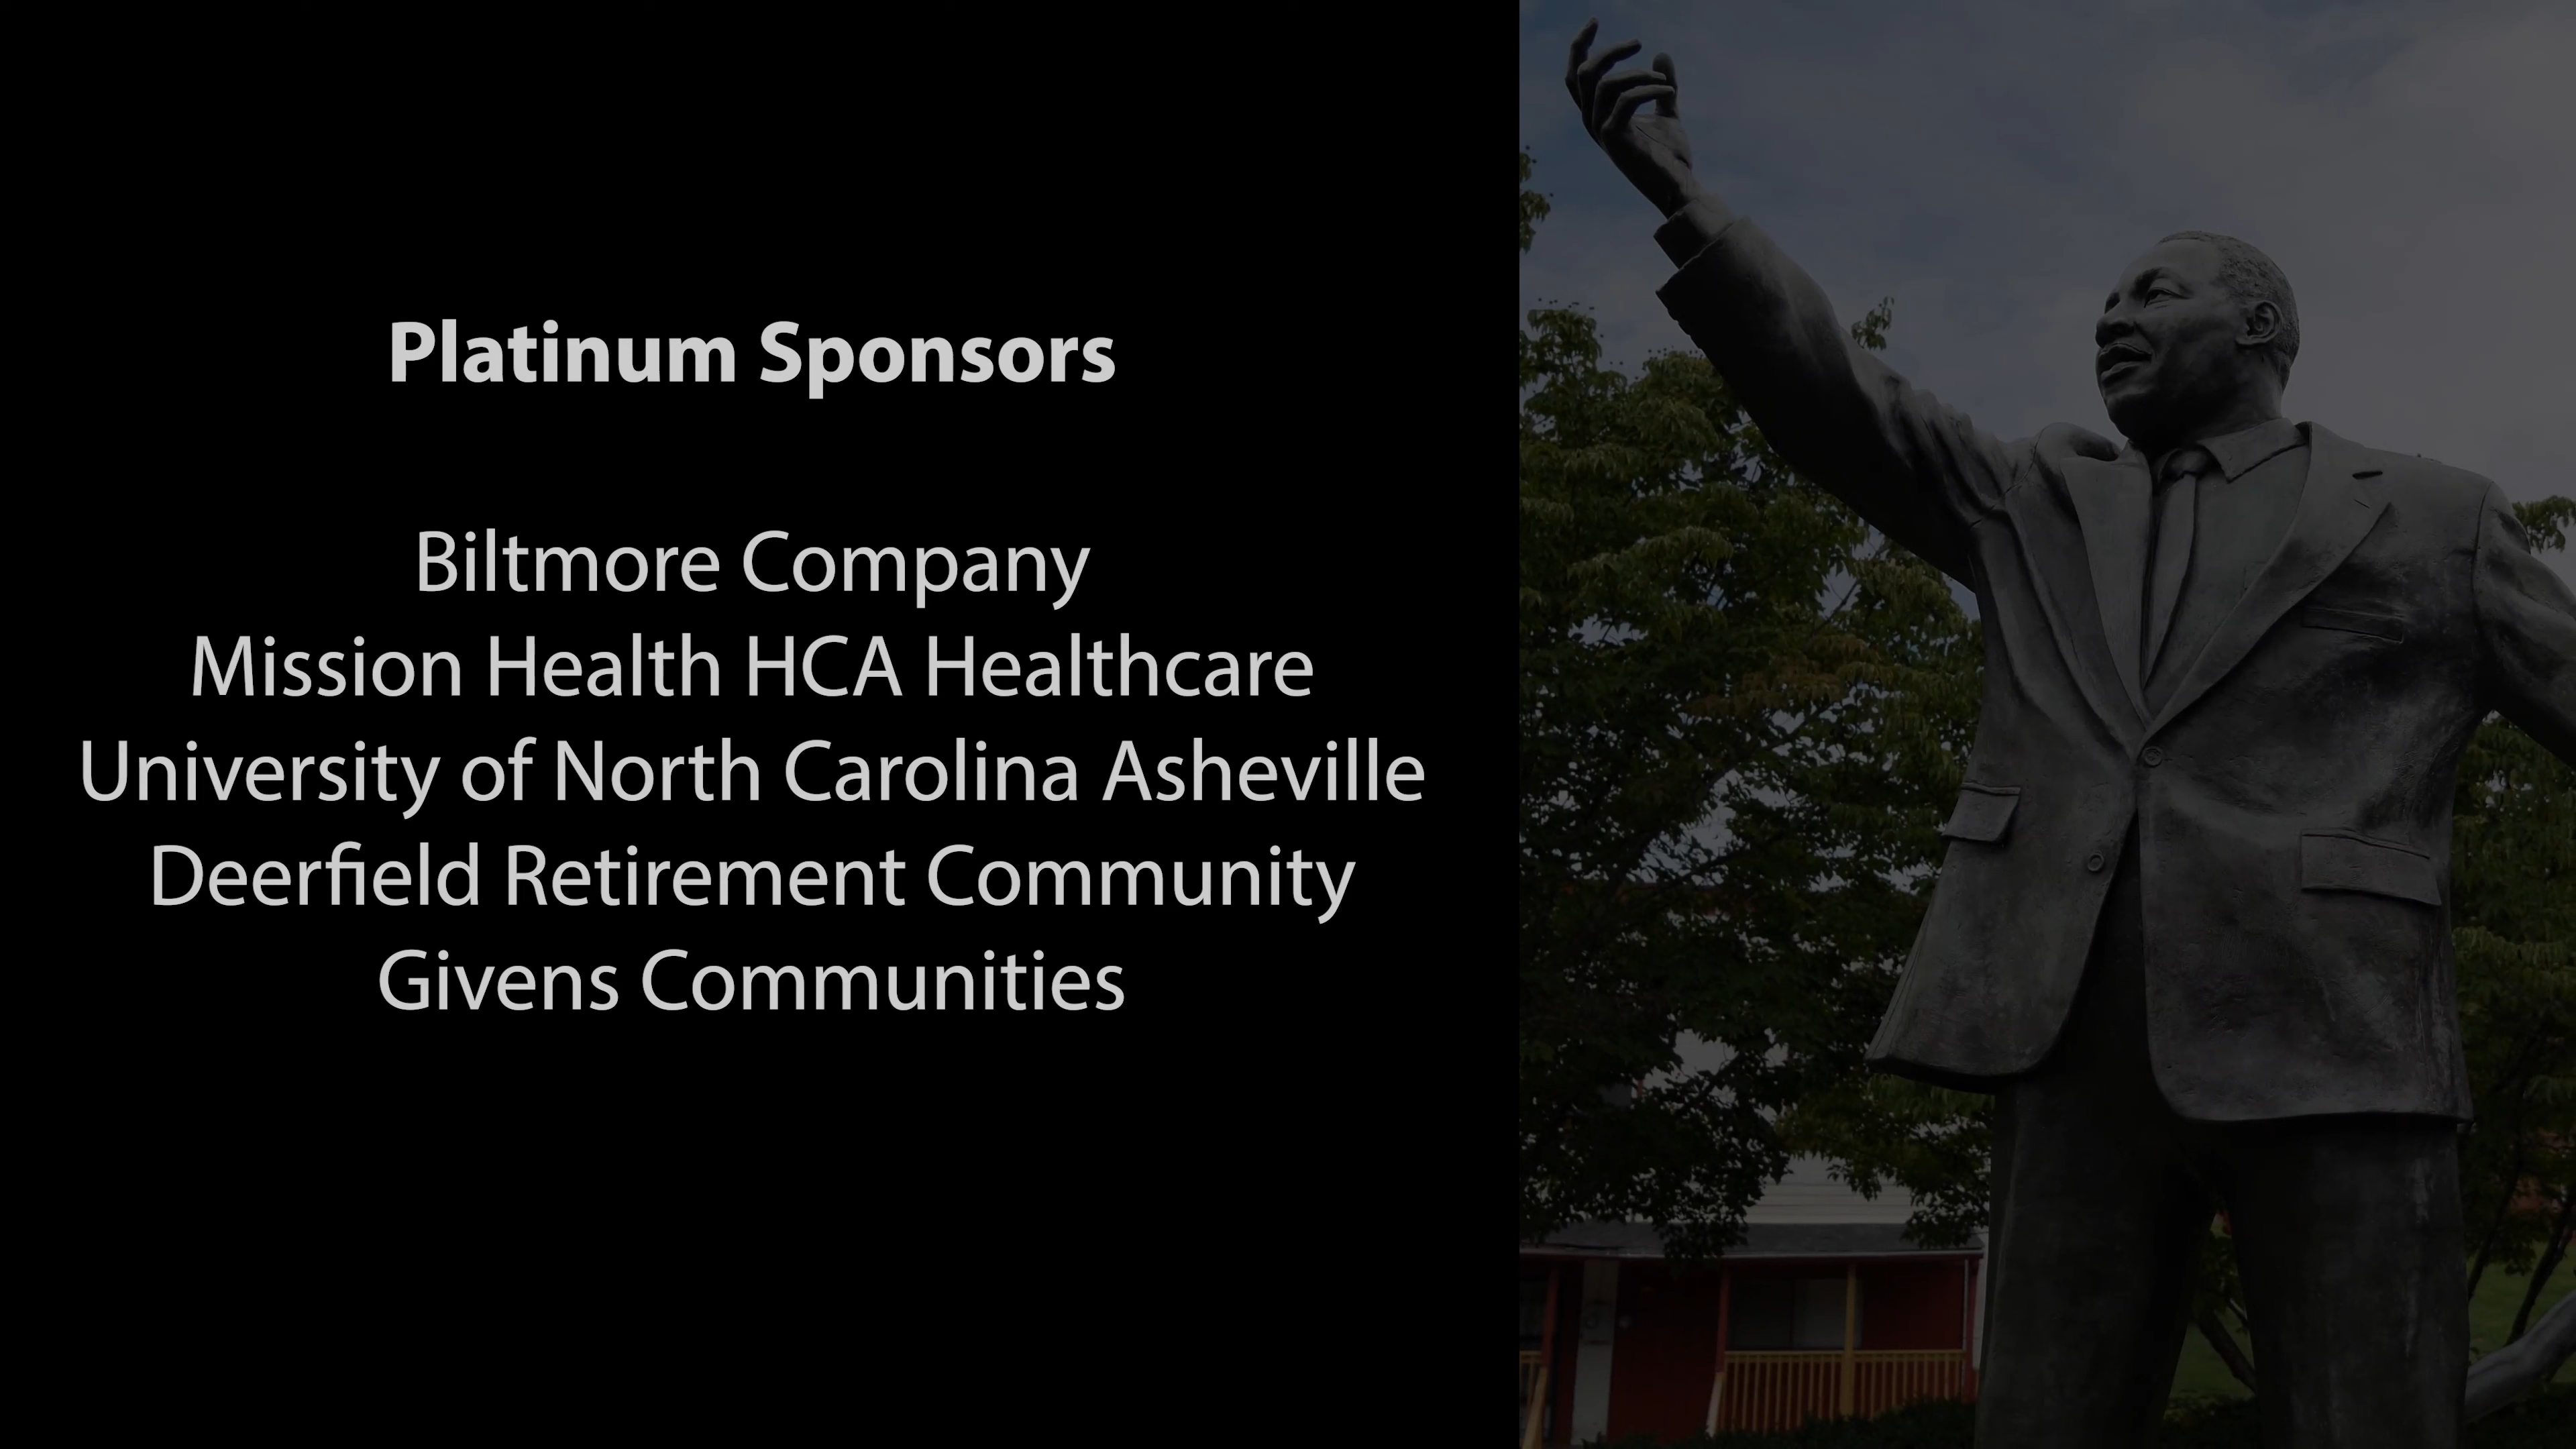 Platinum Sponsors
Biltmore Company
Mission Health HCA Healthcare
University of North Carolina Asheville
Deerfield Retirement Community
Givens Communities